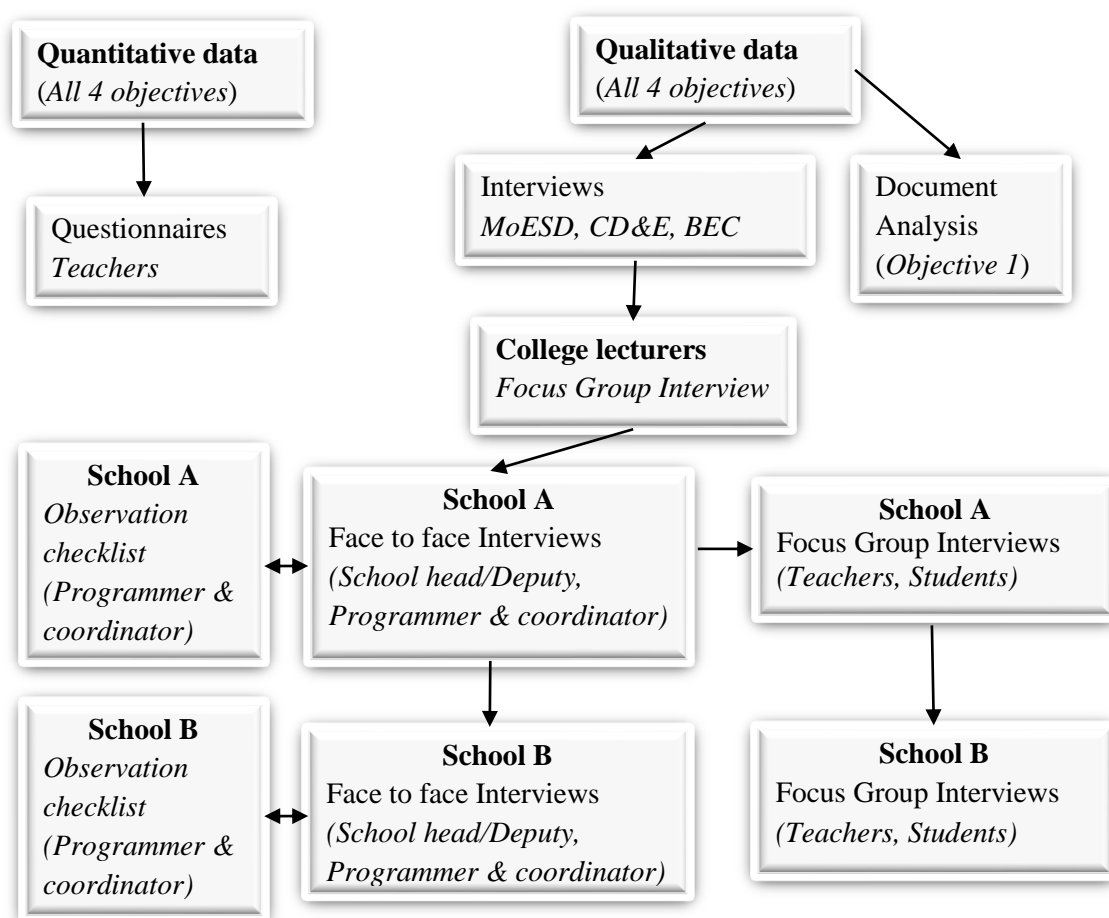 Quantitative data
(All 4 objectives)
Qualitative data
(All 4 objectives)
Questionnaires
Teachers
Interviews
MoESD, CD&E, BEC
Document
Analysis
(Objective 1)
College lecturers
Focus Group Interview
School A
Observation
checklist
(Programmer &
coordinator)
School A
Face to face Interviews
(School head/Deputy,
Programmer & coordinator)
School A
Focus Group Interviews
(Teachers, Students)
School B
Observation
checklist
(Programmer &
coordinator)
School B
Face to face Interviews
(School head/Deputy,
Programmer & coordinator)
School B
Focus Group Interviews
(Teachers, Students)